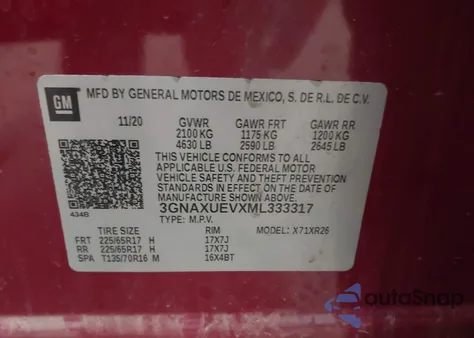 GM
MFD BY GENERAL MOTORS DE MEXICO, S. DE R.L. DE C.V.
11/20 GVWR GAWR FRT GAWR RR
2100 KG 1175 KG 1200 KG
4630 LB 2590 LB 2645 LB
THIS VEHICLE CONFORMS TO ALL
APPLICABLE U.S. FEDERAL MOTOR
VEHICLE SAFETY AND THEFT PREVENTION
STANDARDS IN EFFECT ON THE DATE OF
MANUFACTURE SHOWN ABOVE.
3GNAXUEVXML333317
434B
TYPE: M.P.V. MODEL: X71XR26
TIRE SIZE RIM
FRT 225/65R17 H 17X7J
RR 225/65R17 H 17X7J
SPA T135/70R16 M 16X4BT
autoSnap